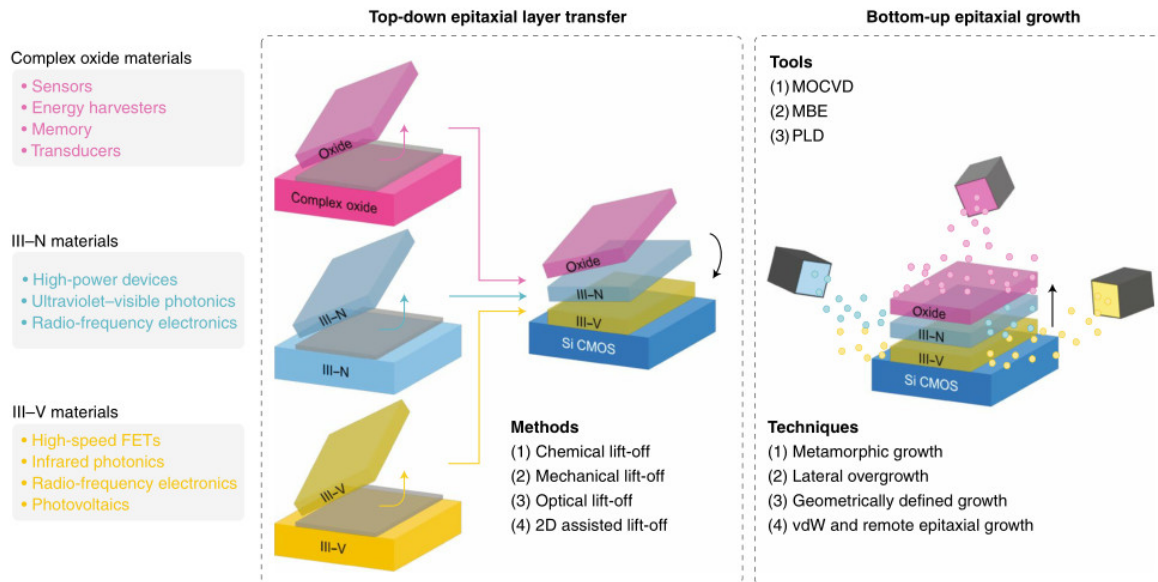 Top-down epitaxial layer transfer
Bottom-up epitaxial growth
Complex oxide materials
• Sensors
• Energy harvesters
• Memory
• Transducers
III–N materials
• High-power devices
• Ultraviolet–visible photonics
• Radio-frequency electronics
III–V materials
• High-speed FETs
• Infrared photonics
• Radio-frequency electronics
• Photovoltaics
Oxide
Complex oxide
III–N
III–N
III–V
III–V
Oxide
III–N
III–V
Si CMOS
Methods
(1) Chemical lift-off
(2) Mechanical lift-off
(3) Optical lift-off
(4) 2D assisted lift-off
Tools
(1) MOCVD
(2) MBE
(3) PLD
Oxide
III–N
III–V
Si CMOS
Techniques
(1) Metamorphic growth
(2) Lateral overgrowth
(3) Geometrically defined growth
(4) vdW and remote epitaxial growth